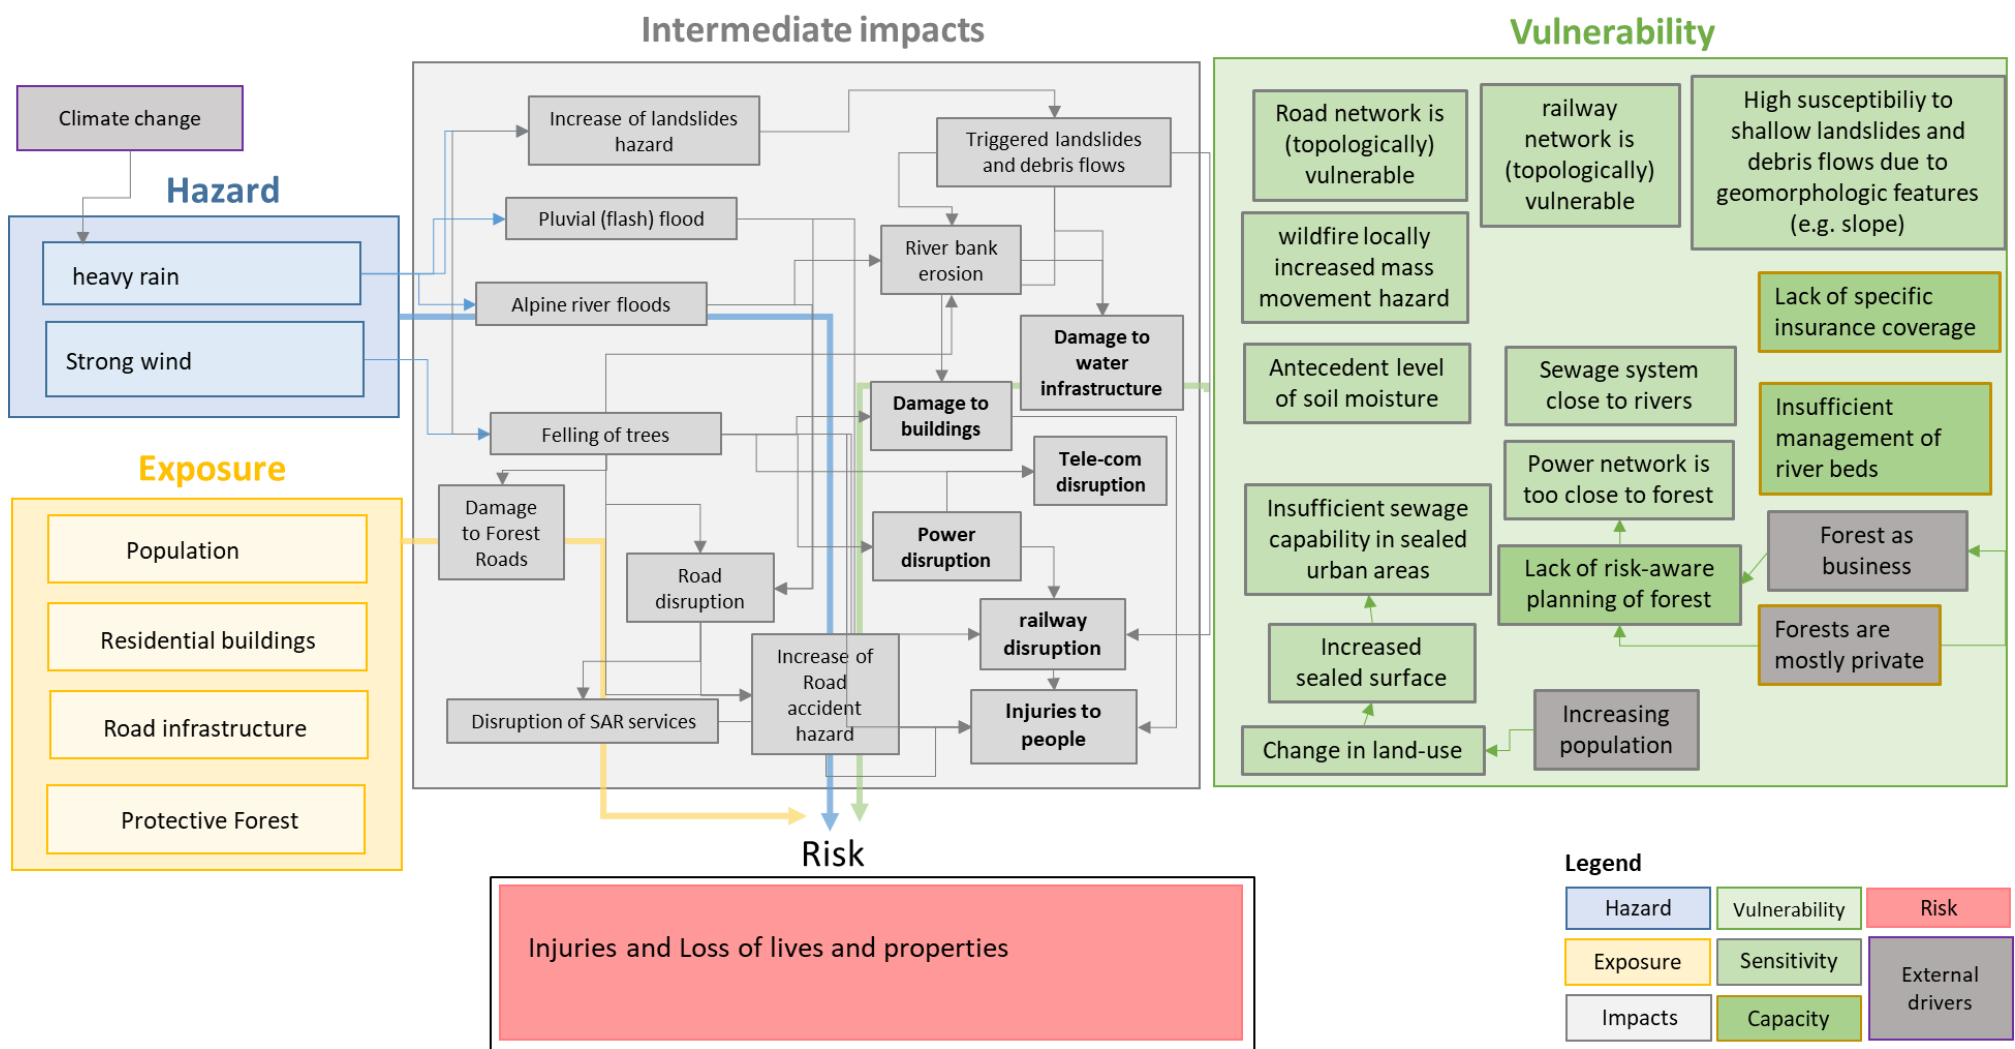 Intermediate impacts
Vulnerability
Climate change
Hazard
heavy rain
Strong wind
Exposure
Population
Residential buildings
Road infrastructure
Protective Forest
Increase of landslides
hazard
Triggered landslides
and debris flows
Pluvial (flash) flood
River bank
erosion
Alpine river floods
Damage to
water
infrastructure
Damage to
buildings
Felling of trees
Tele-com
disruption
Damage
to Forest
Roads
Power
disruption
Road
disruption
railway
disruption
Increase of
Road
accident
hazard
Disruption of SAR services
Injuries to
people
Road network is
(topologically)
vulnerable
railway
network is
(topologically)
vulnerable
High susceptibiliy to
shallow landslides and
debris flows due to
geomorphologic features
(e.g. slope)
wildfire locally
increased mass
movement hazard
Lack of specific
insurance coverage
Antecedent level
of soil moisture
Sewage system
close to rivers
Insufficient
management of
river beds
Power network is
too close to forest
Insufficient sewage
capability in sealed
urban areas
Forest as
business
Lack of risk-aware
planning of forest
Forests are
mostly private
Increased
sealed surface
Increasing
population
Change in land-use
Risk
Injuries and Loss of lives and properties
Legend
Hazard
Vulnerability
Risk
Exposure
Sensitivity
External
drivers
Impacts
Capacity